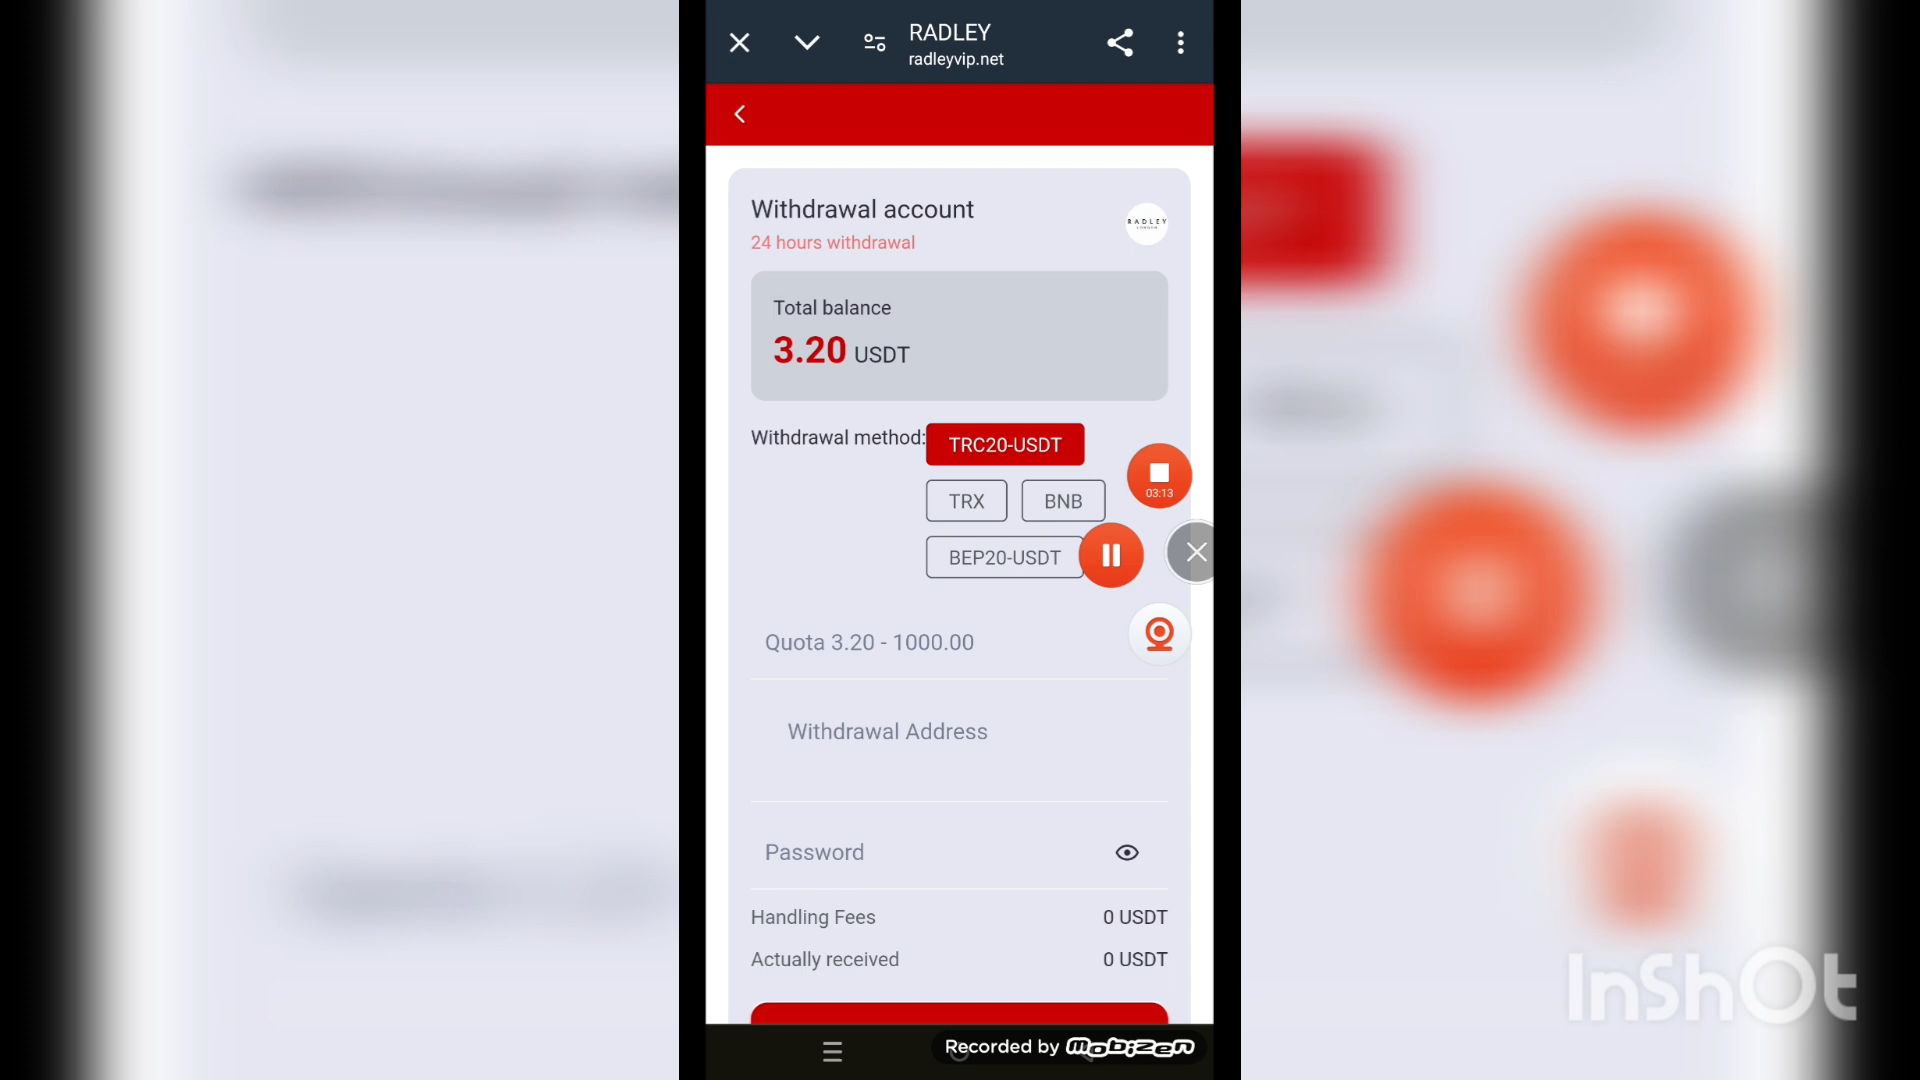 RADLEY
radleyvip.net
Withdrawal account
24 hours withdrawal
RADLEY
LONDON
Total balance
3.20 USDT
Withdrawal method:
TRC20-USDT
TRX
BNB
BEP20-USDT
03:13
Quota 3.20 - 1000.00
Withdrawal Address
Password
Handling Fees 0 USDT
Actually received 0 USDT
Recorded by mobizen
InShOt